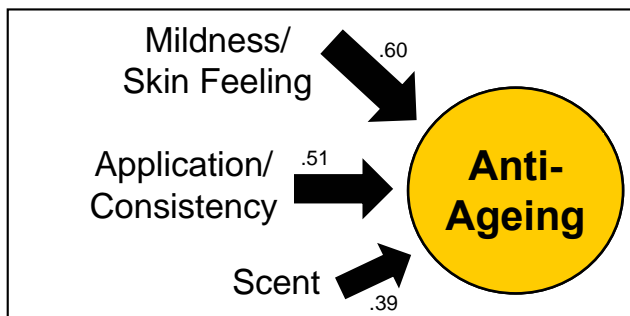 Mildness/
Skin Feeling
.60
Application/
Consistency
.51
Anti-
Ageing
Scent
.39